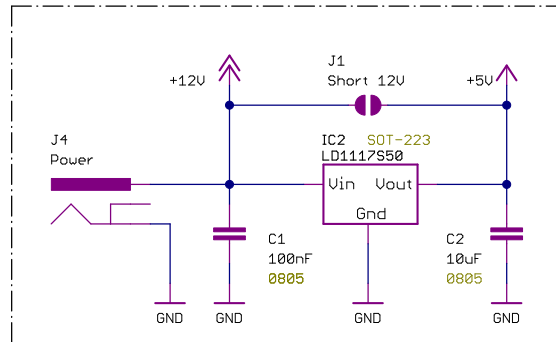 J1
Short 12V
+12V
+5V
J4
Power
IC2 SOT-223
LD1117S50
Vin Vout
Gnd
C1
100nF
0805
C2
10uF
0805
GND
GND
GND
GND